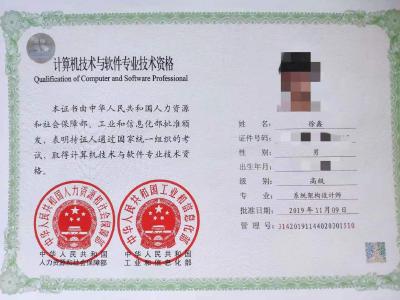 计算机技术与软件专业技术资格
Qualification of Computer and Software Professional
本证书由中华人民共和国人力资源
和社会保障部、工业和信息化部批准颁
发，表明持证人通过国家统一组织的考
试，取得计算机技术与软件专业技术资
格。
中华人民共和国人力资源和社会保障部
中华人民共和国工业和信息化部
中华人民共和国
人力资源和社会保障部
中华人民共和国
工业和信息化部
姓名：徐鑫
证件号码：
性别：男
出生年月：
级别：高级
专业：系统架构设计师
批准日期：2019年11月09日
管理号：